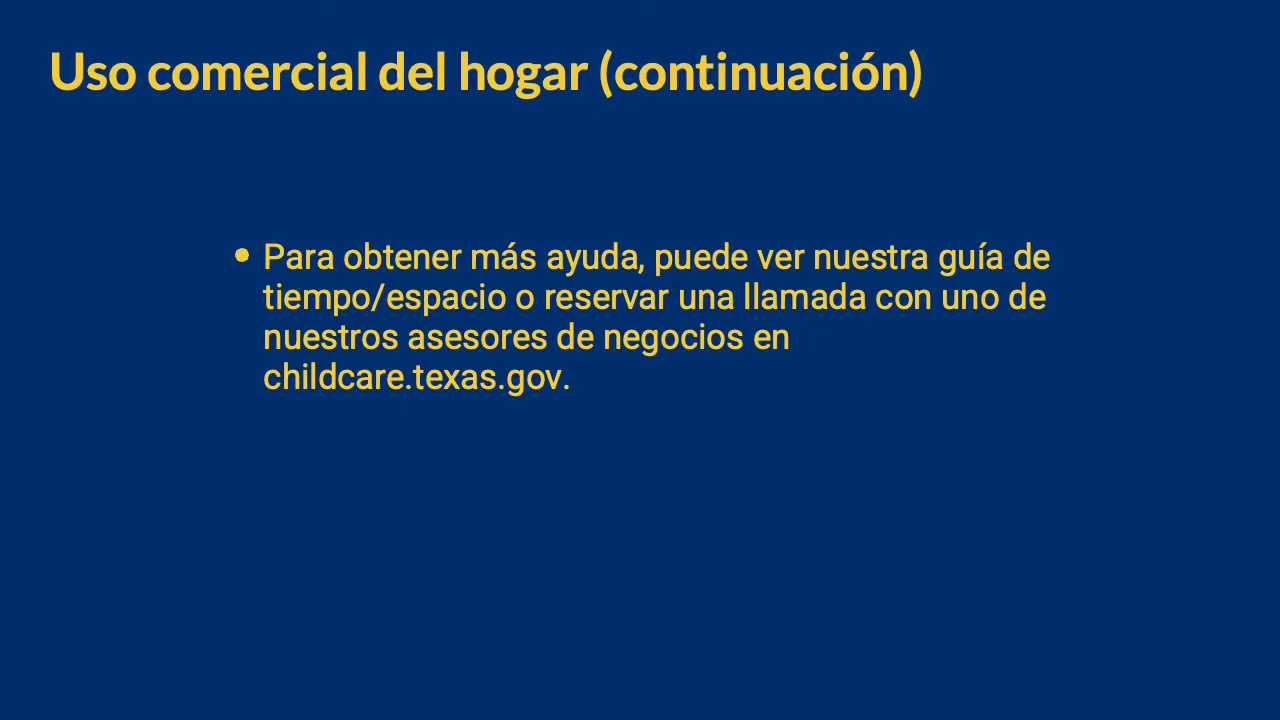 Uso comercial del hogar (continuación)
• Para obtener más ayuda, puede ver nuestra guía de
tiempo/espacio o reservar una llamada con uno de
nuestros asesores de negocios en
childcare.texas.gov.